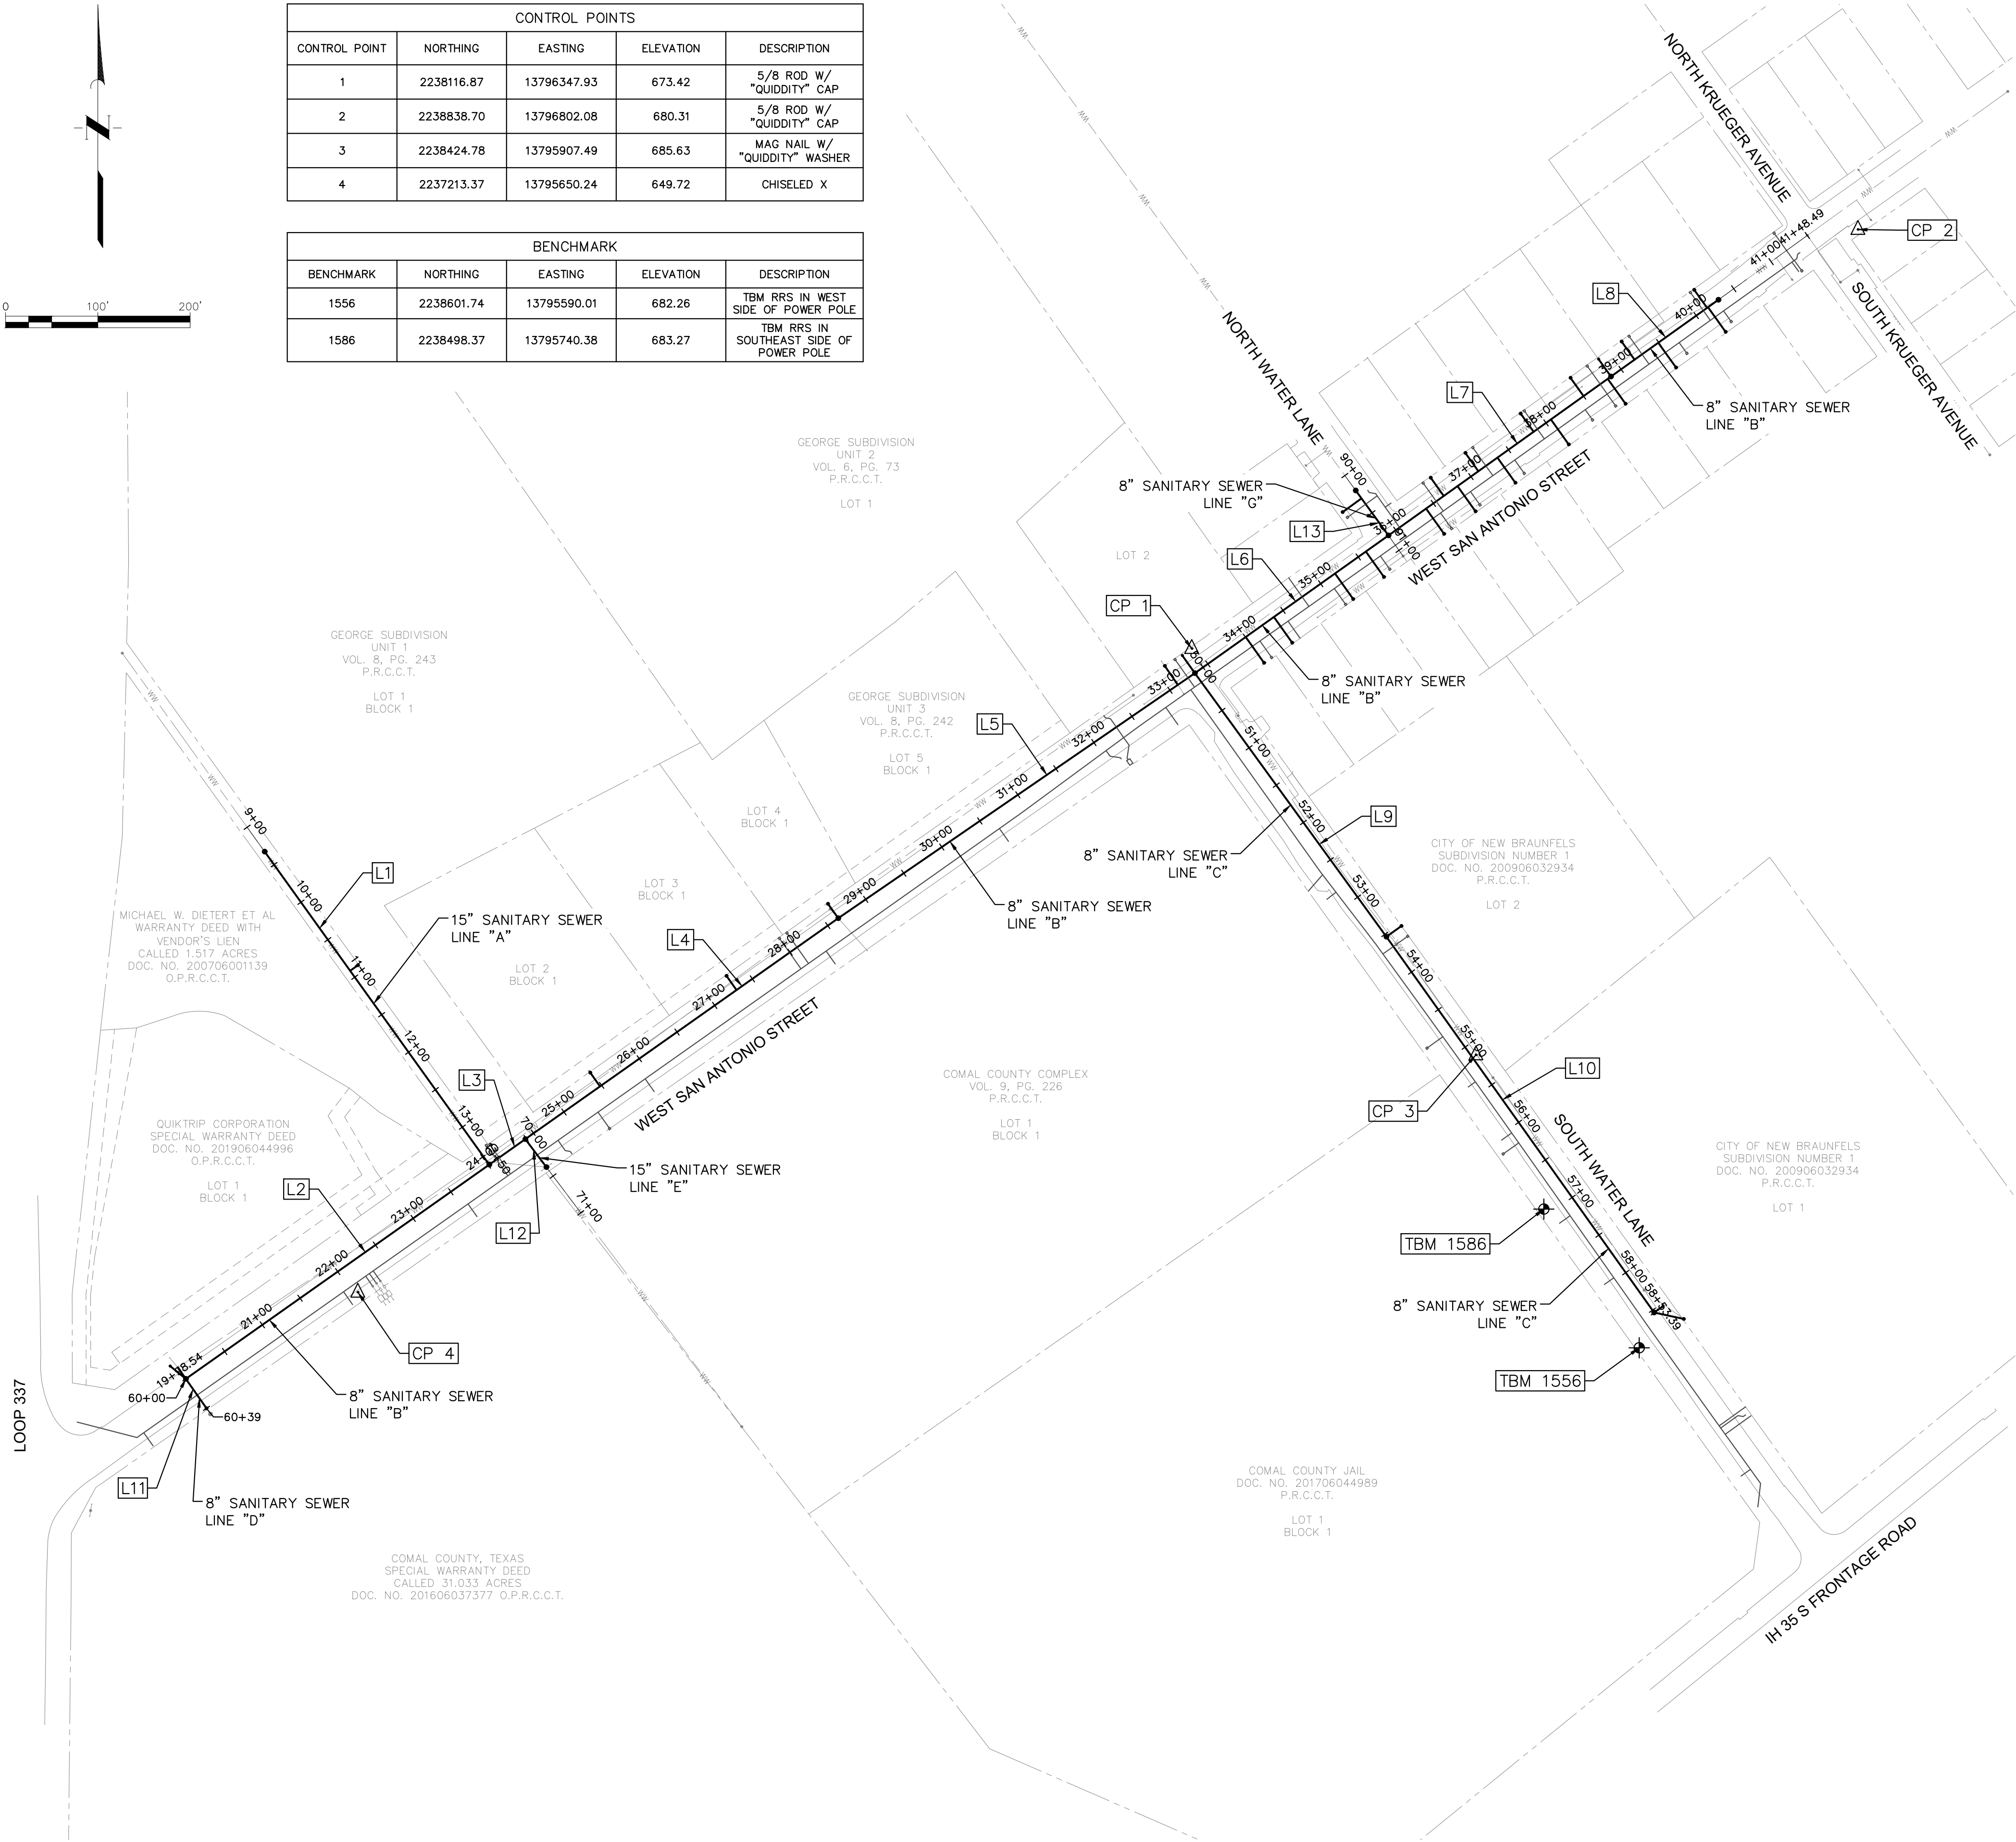 CONTROL POINTS
CONTROL POINT NORTHING EASTING ELEVATION DESCRIPTION
1 2238116.87 13796347.93 673.42 5/8 ROD W/ "QUIDDITY" CAP
2 2238838.70 13796802.08 680.31 5/8 ROD W/ "QUIDDITY" CAP
3 2238424.78 13795907.49 685.63 MAG NAIL W/ "QUIDDITY" WASHER
4 2237213.37 13795650.24 649.72 CHISELED X
BENCHMARK
BENCHMARK NORTHING EASTING ELEVATION DESCRIPTION
1556 2238601.74 13795590.01 682.26 TBM RRS IN WEST SIDE OF POWER POLE
1586 2238498.37 13795740.38 683.27 TBM RRS IN SOUTHEAST SIDE OF POWER POLE
0 100' 200'
NORTH KRUEGER AVENUE
SOUTH KRUEGER AVENUE
CP 2
41+00
41+48.49
L8
40+00
39+00
L7
38+00
8" SANITARY SEWER
LINE "B"
37+00
WEST SAN ANTONIO STREET
NORTH WATER LANE
90+00
8" SANITARY SEWER
LINE "G"
L13
36+00
91+00
L6
35+00
CP 1
34+00
8" SANITARY SEWER
LINE "B"
50+00
33+00
GEORGE SUBDIVISION
UNIT 2
VOL. 6, PG. 73
P.R.C.C.T.
LOT 1
LOT 2
GEORGE SUBDIVISION
UNIT 1
VOL. 8, PG. 243
P.R.C.C.T.
LOT 1
BLOCK 1
GEORGE SUBDIVISION
UNIT 3
VOL. 8, PG. 242
P.R.C.C.T.
LOT 5
BLOCK 1
L5
32+00
31+00
30+00
29+00
8" SANITARY SEWER
LINE "B"
LOT 4
BLOCK 1
LOT 3
BLOCK 1
LOT 2
BLOCK 1
L4
28+00
27+00
26+00
25+00
WEST SAN ANTONIO STREET
51+00
52+00
L9
8" SANITARY SEWER
LINE "C"
53+00
54+00
55+00
CP 3
L10
56+00
57+00
58+00
58+53.39
SOUTH WATER LANE
8" SANITARY SEWER
LINE "C"
CITY OF NEW BRAUNFELS
SUBDIVISION NUMBER 1
DOC. NO. 200906032934
P.R.C.C.T.
LOT 2
CITY OF NEW BRAUNFELS
SUBDIVISION NUMBER 1
DOC. NO. 200906032934
P.R.C.C.T.
LOT 1
TBM 1586
TBM 1556
9+00
L1
10+00
11+00
12+00
13+00
15" SANITARY SEWER
LINE "A"
MICHAEL W. DIETERT ET AL
WARRANTY DEED WITH
VENDOR'S LIEN
CALLED 1.517 ACRES
DOC. NO. 200706001139
O.P.R.C.C.T.
QUIKTRIP CORPORATION
SPECIAL WARRANTY DEED
DOC. NO. 201906044996
O.P.R.C.C.T.
LOT 1
BLOCK 1
L3
70+00
15" SANITARY SEWER
LINE "E"
71+00
L12
L2
23+00
22+00
21+00
CP 4
60+00
60+39
8" SANITARY SEWER
LINE "B"
L11
8" SANITARY SEWER
LINE "D"
LOOP 337
COMAL COUNTY COMPLEX
VOL. 9, PG. 226
P.R.C.C.T.
LOT 1
BLOCK 1
COMAL COUNTY JAIL
DOC. NO. 201706044989
P.R.C.C.T.
LOT 1
BLOCK 1
COMAL COUNTY, TEXAS
SPECIAL WARRANTY DEED
CALLED 31.033 ACRES
DOC. NO. 201606037377 O.P.R.C.C.T.
IH 35 S FRONTAGE ROAD